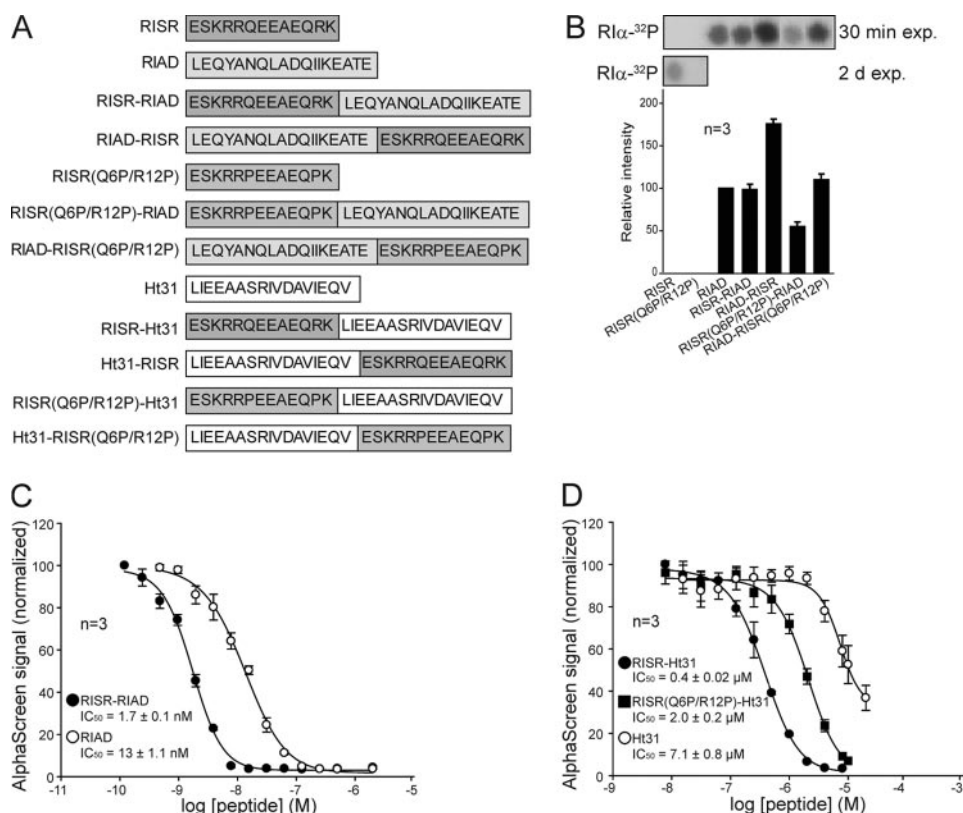 A
RISR ESKRRQEEAEQRK
RIAD LEQYANQLADQIIKEATE
RISR-RIAD ESKRRQEEAEQRK LEQYANQLADQIIKEATE
RIAD-RISR LEQYANQLADQIIKEATE ESKRRQEEAEQRK
RISR(Q6P/R12P) ESKRRPEEAEQPK
RISR(Q6P/R12P)-RIAD ESKRRPEEAEQPK LEQYANQLADQIIKEATE
RIAD-RISR(Q6P/R12P) LEQYANQLADQIIKEATE ESKRRPEEAEQPK
Ht31 LIEEAASRIVDAVIEQV
RISR-Ht31 ESKRRQEEAEQRK LIEEAASRIVDAVIEQV
Ht31-RISR LIEEAASRIVDAVIEQV ESKRRQEEAEQRK
RISR(Q6P/R12P)-Ht31 ESKRRPEEAEQPK LIEEAASRIVDAVIEQV
Ht31-RISR(Q6P/R12P) LIEEAASRIVDAVIEQV ESKRRPEEAEQPK
B
RIα-³²P 30 min exp.
RIα-³²P 2 d exp.
Relative intensity
200
150
100
50
0
n=3
RISR
RISR(Q6P/R12P)
RIAD
RISR-RIAD
RIAD-RISR
RISR(Q6P/R12P)-RIAD
RIAD-RISR(Q6P/R12P)
C
AlphaScreen signal (normalized)
120
100
80
60
40
20
0
n=3
RISR-RIAD
IC₅₀ = 1.7 ± 0.1 nM
RIAD
IC₅₀ = 13 ± 1.1 nM
-11 -10 -9 -8 -7 -6 -5
log [peptide] (M)
D
AlphaScreen signal (normalized)
120
100
80
60
40
20
0
n=3
RISR-Ht31
IC₅₀ = 0.4 ± 0.02 µM
RISR(Q6P/R12P)-Ht31
IC₅₀ = 2.0 ± 0.2 µM
Ht31
IC₅₀ = 7.1 ± 0.8 µM
-9 -8 -7 -6 -5 -4 -3
log [peptide] (M)